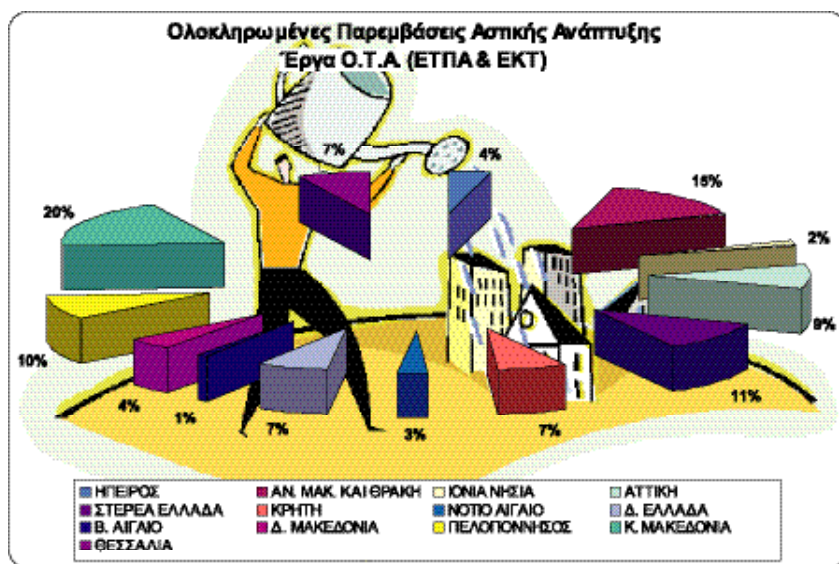 Ολοκληρωμένες Παρεμβάσεις Αστικής Ανάπτυξης
Έργα Ο.Τ.Α. (ΕΤΠΑ & ΕΚΤ)
7%
4%
15%
20%
2%
9%
10%
4%
1%
7%
3%
7%
11%
ΗΠΕΙΡΟΣ ΑΝ. ΜΑΚ. ΚΑΙ ΘΡΑΚΗ ΙΟΝΙΑ ΝΗΣΙΑ ΑΤΤΙΚΗ
ΣΤΕΡΕΑ ΕΛΛΑΔΑ ΚΡΗΤΗ ΝΟΤΙΟ ΑΙΓΑΙΟ Δ. ΕΛΛΑΔΑ
Β. ΑΙΓΑΙΟ Δ. ΜΑΚΕΔΟΝΙΑ ΠΕΛΟΠΟΝΝΗΣΟΣ Κ. ΜΑΚΕΔΟΝΙΑ
ΘΕΣΣΑΛΙΑ